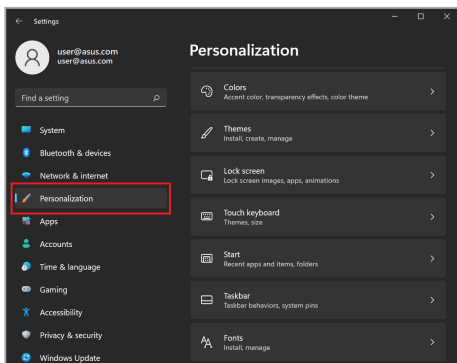 Settings
user@asus.com
user@asus.com
Find a setting
System
Bluetooth & devices
Network & internet
Personalization
Apps
Accounts
Time & language
Gaming
Accessibility
Privacy & security
Windows Update
Personalization
Colors
Accent color, transparency effects, color theme
Themes
Install, create, manage
Lock screen
Lock screen images, apps, animations
Touch keyboard
Themes, size
Start
Recent apps and items, folders
Taskbar
Taskbar behaviors, system pins
Fonts
Install, manage